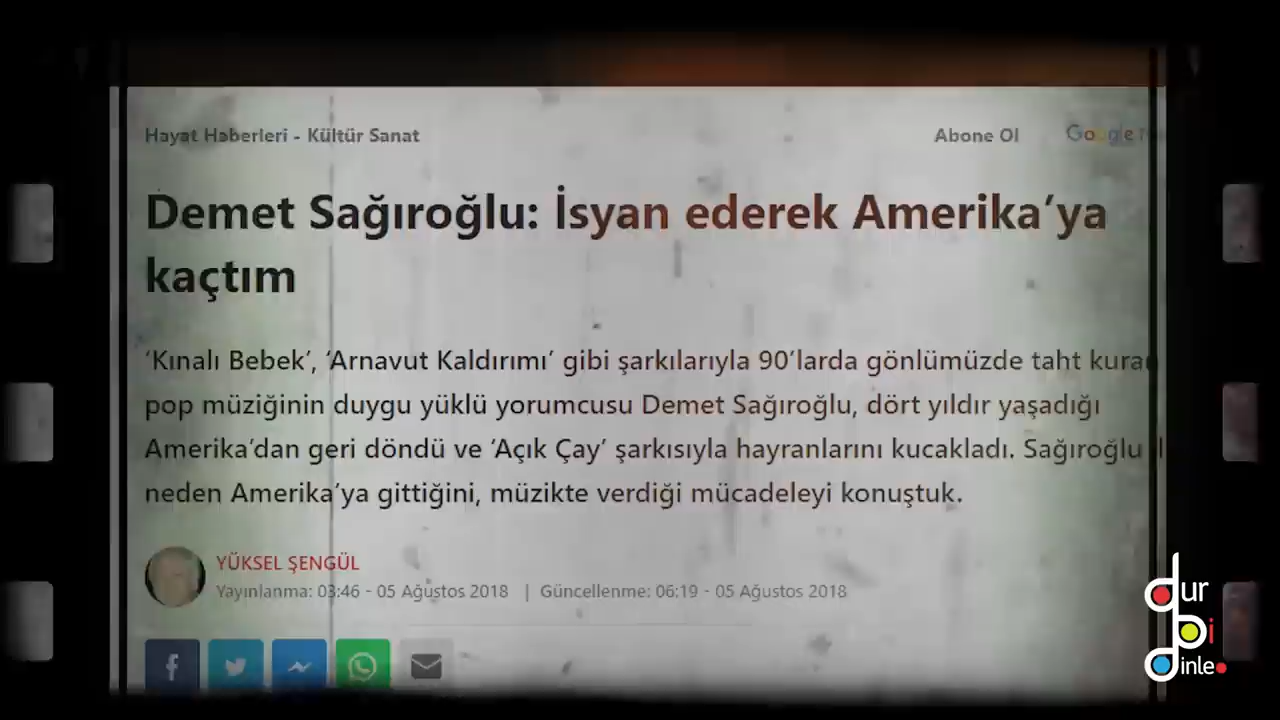 Hayat Haberleri - Kültür Sanat
Abone Ol
Google
Demet Sağıroğlu: İsyan ederek Amerika’ya
kaçtım
‘Kınalı Bebek’, ‘Arnavut Kaldırımı’ gibi şarkılarıyla 90’larda gönlümüzde taht kuran
pop müziğinin duygu yüklü yorumcusu Demet Sağıroğlu, dört yıldır yaşadığı
Amerika’dan geri döndü ve ‘Açık Çay’ şarkısıyla hayranlarını kucakladı. Sağıroğlu
neden Amerika’ya gittiğini, müzikte verdiği mücadeleyi konuştuk.
YÜKSEL ŞENGÜL
Yayınlanma: 03:46 - 05 Ağustos 2018 | Güncellenme: 06:19 - 05 Ağustos 2018
dur
bi
dinle